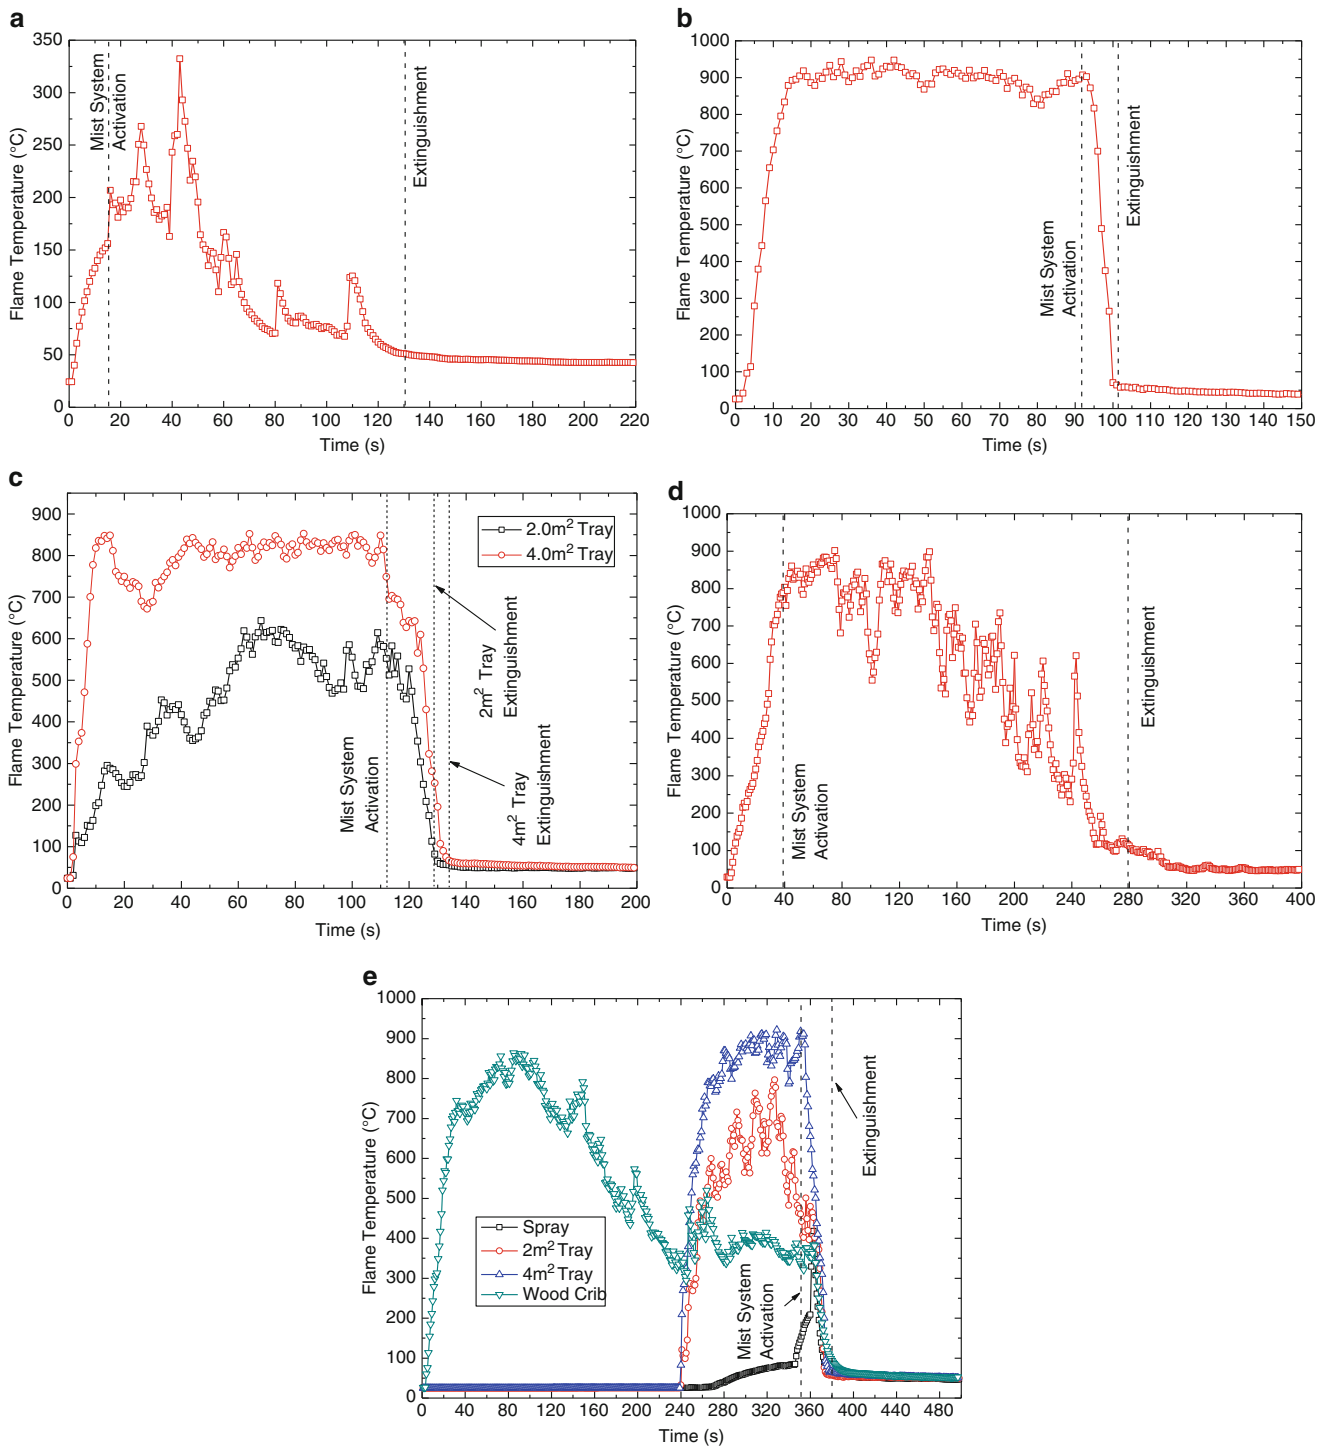 a
350
300
250
200
150
100
50
0
Flame Temperature (°C)
Mist System
Activation
Extinguishment
0 20 40 60 80 100 120 140 160 180 200 220
Time (s)
b
1000
900
800
700
600
500
400
300
200
100
0
Flame Temperature (°C)
Mist System
Activation
Extinguishment
0 10 20 30 40 50 60 70 80 90 100 110 120 130 140 150
Time (s)
c
900
800
700
600
500
400
300
200
100
0
Flame Temperature (°C)
2.0m² Tray
4.0m² Tray
Mist System
Activation
2m² Tray
Extinguishment
4m² Tray
Extinguishment
0 20 40 60 80 100 120 140 160 180 200
Time (s)
d
1000
900
800
700
600
500
400
300
200
100
0
Flame Temperature (°C)
Mist System
Activation
Extinguishment
0 40 80 120 160 200 240 280 320 360 400
Time (s)
e
1000
900
800
700
600
500
400
300
200
100
0
Flame Temperature (°C)
Spray
2m² Tray
4m² Tray
Wood Crib
Mist System
Activation
Extinguishment
0 40 80 120 160 200 240 280 320 360 400 440 480
Time (s)